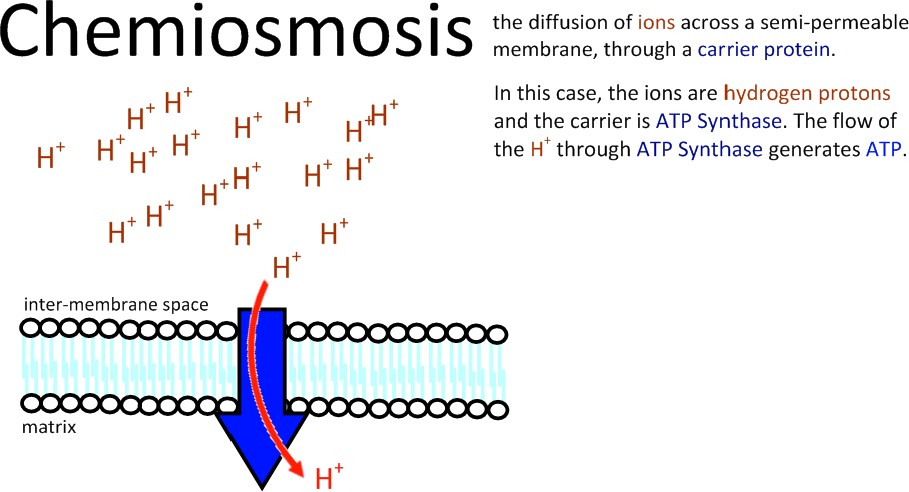 Chemiosmosis
the diffusion of ions across a semi-permeable
membrane, through a carrier protein.
In this case, the ions are hydrogen protons
and the carrier is ATP Synthase. The flow of
the H⁺ through ATP Synthase generates ATP.
H⁺ H⁺ H⁺ H⁺
H⁺ H⁺ H⁺
H⁺ H⁺ H⁺ H⁺
H⁺ H⁺ H⁺ H⁺
H⁺ H⁺ H⁺ H⁺
H⁺
inter-membrane space
matrix
H⁺